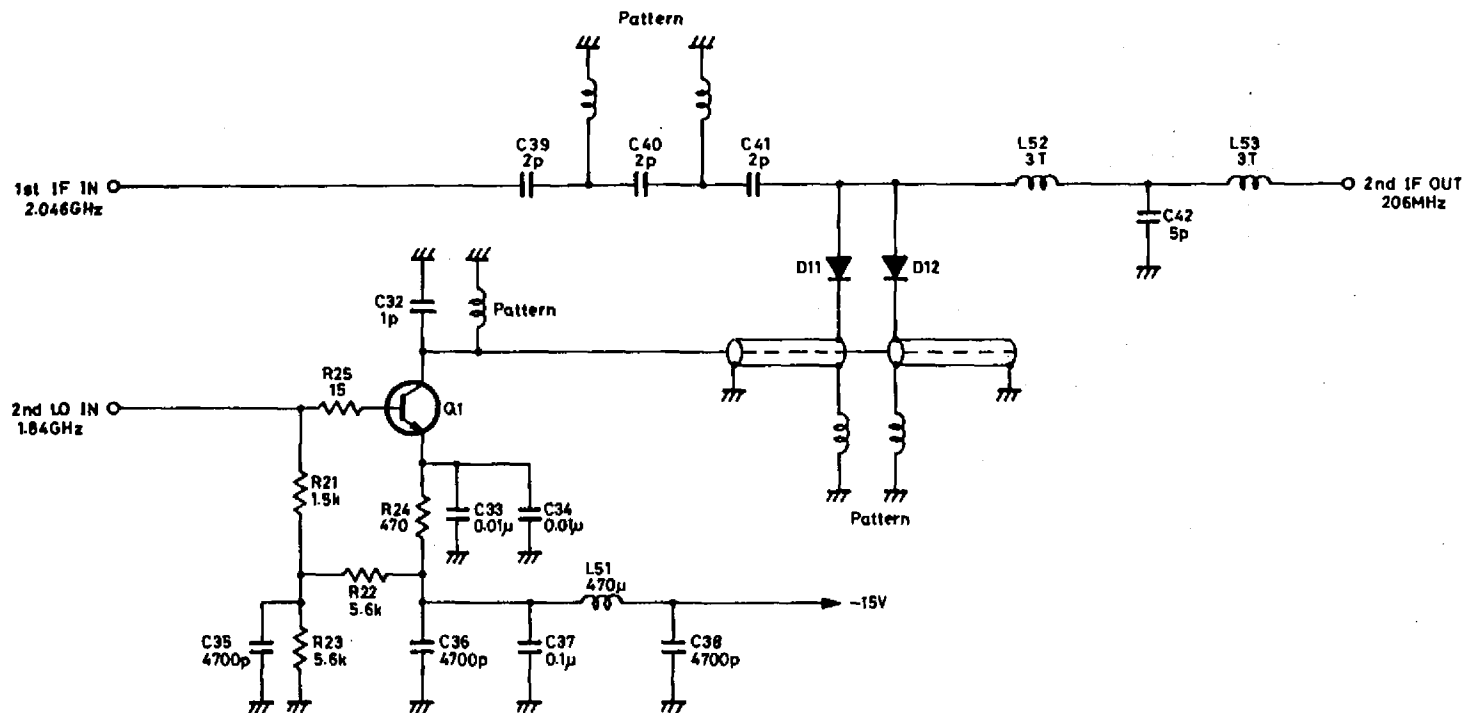 Pattern
C39
2p
C40
2p
C41
2p
L52
3T
L53
3T
1st IF IN
2.046GHz
2nd IF OUT
206MHz
C42
5p
D11
D12
C32
1p
Pattern
R25
15
Q1
2nd LO IN
1.84GHz
R21
1.5k
R24
470
C33
0.01μ
C34
0.01μ
Pattern
R22
5.6k
L51
470μ
-15V
C35
4700p
R23
5.6k
C36
4700p
C37
0.1μ
C38
4700p